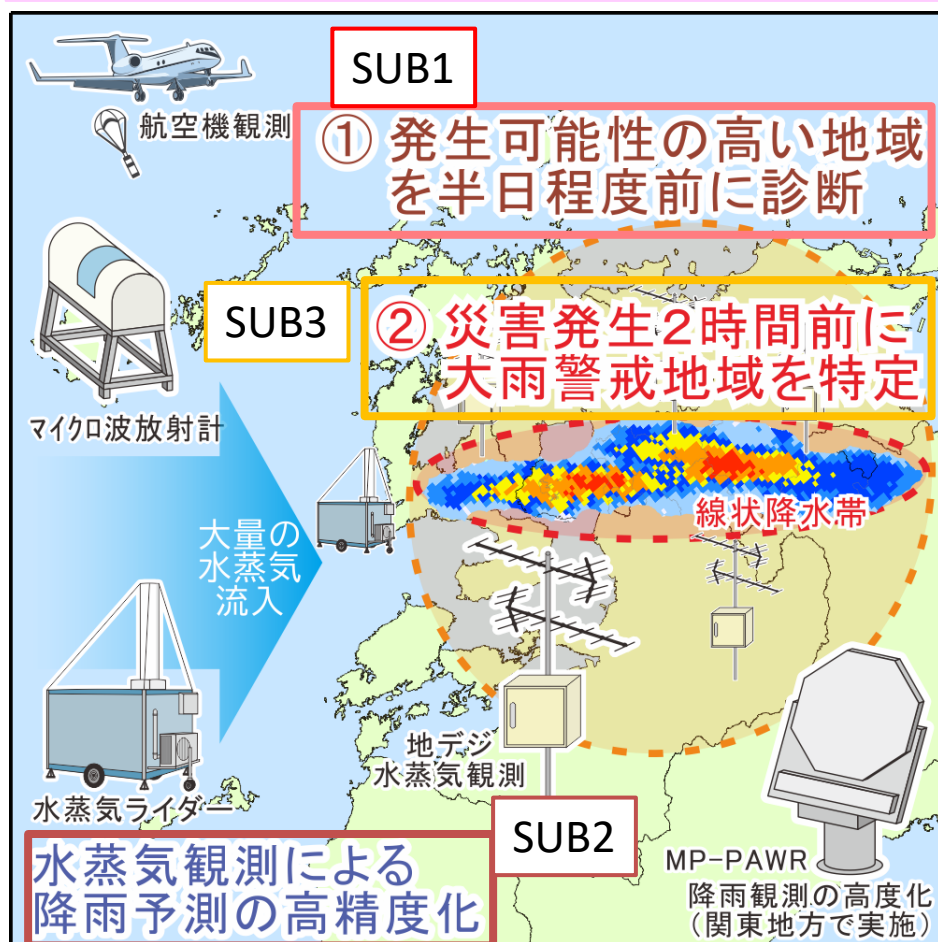 SUB1
航空機観測
① 発生可能性の高い地域
を半日程度前に診断
SUB3
② 災害発生2時間前に
大雨警戒地域を特定
マイクロ波放射計
線状降水帯
大量の
水蒸気
流入
地デジ
水蒸気観測
水蒸気ライダー
SUB2
水蒸気観測による
降雨予測の高精度化
MP-PAWR
降雨観測の高度化
(関東地方で実施)